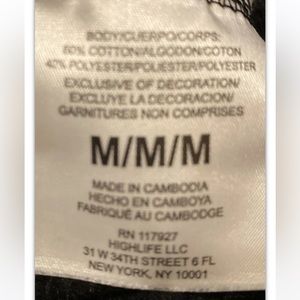 BODY/CUERPO/CORPS:
60% COTTON/ALGODON/COTON
40% POLYESTER/POLIESTER/POLYESTER
EXCLUSIVE OF DECORATION/
EXCLUYE LA DECORACION/
GARNITURES NON COMPRISES
M/M/M
MADE IN CAMBODIA
HECHO EN CAMBOYA
FABRIQUÉ AU CAMBODGE
RN 117927
HIGHLIFE LLC
31 W 34TH STREET 6 FL
NEW YORK, NY 10001